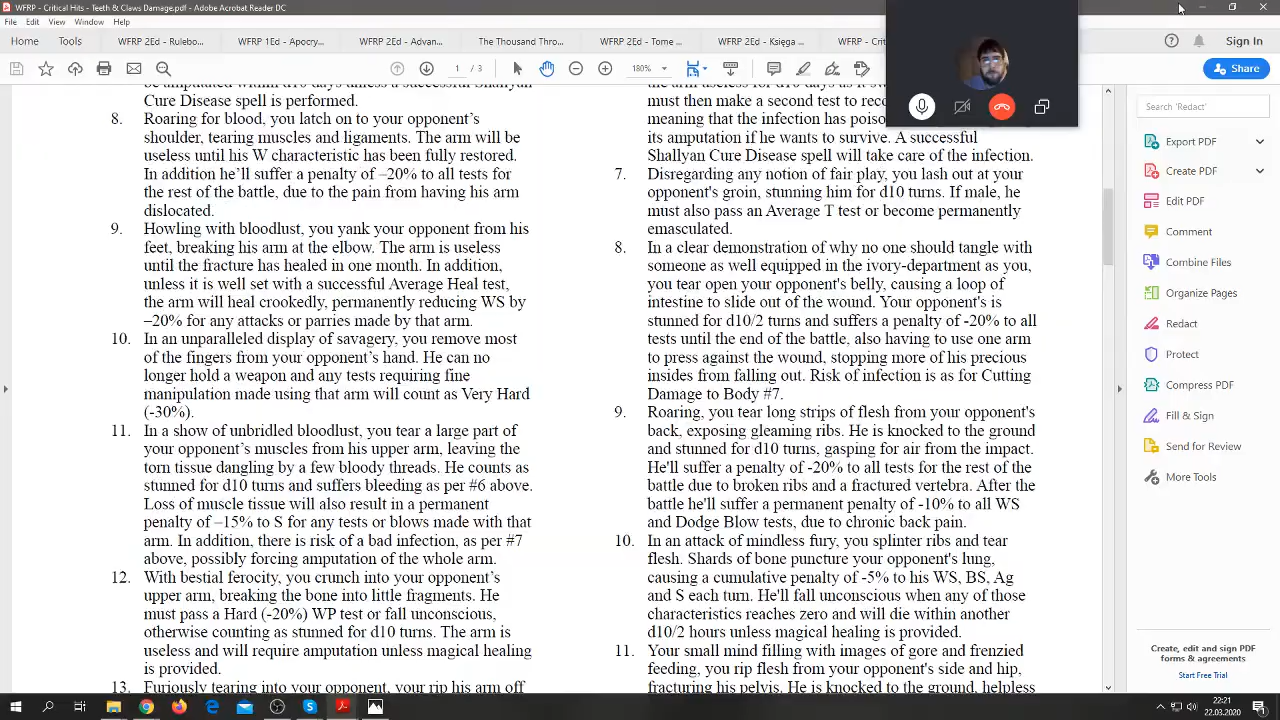 WFRP - Critical Hits - Teeth & Claws Damage.pdf - Adobe Acrobat Reader DC
File Edit View Window Help
Home Tools WFRP 2Ed - Rulebo... WFRP 1Ed - Apocry... WFRP 2Ed - Advan... The Thousand Thro... WFRP 2Ed - Tome ... WFRP 2Ed - Księga ... WFRP - Crit Sign In
1 / 3 180% Share
be amputated within d10 days unless a successful Shallyan
Cure Disease spell is performed.
8. Roaring for blood, you latch on to your opponent's
shoulder, tearing muscles and ligaments. The arm will be
useless until his W characteristic has been fully restored.
In addition he'll suffer a penalty of –20% to all tests for
the rest of the battle, due to the pain from having his arm
dislocated.
9. Howling with bloodlust, you yank your opponent from his
feet, breaking his arm at the elbow. The arm is useless
until the fracture has healed in one month. In addition,
unless it is well set with a successful Average Heal test,
the arm will heal crookedly, permanently reducing WS by
–20% for any attacks or parries made by that arm.
10. In an unparalleled display of savagery, you remove most
of the fingers from your opponent's hand. He can no
longer hold a weapon and any tests requiring fine
manipulation made using that arm will count as Very Hard
(-30%).
11. In a show of unbridled bloodlust, you tear a large part of
your opponent's muscles from his upper arm, leaving the
torn tissue dangling by a few bloody threads. He counts as
stunned for d10 turns and suffers bleeding as per #6 above.
Loss of muscle tissue will also result in a permanent
penalty of –15% to S for any tests or blows made with that
arm. In addition, there is risk of a bad infection, as per #7
above, possibly forcing amputation of the whole arm.
12. With bestial ferocity, you crunch into your opponent's
upper arm, breaking the bone into little fragments. He
must pass a Hard (-20%) WP test or fall unconscious,
otherwise counting as stunned for d10 turns. The arm is
useless and will require amputation unless magical healing
is provided.
13. Furiously tearing into your opponent, your rip his arm off
the arm useless for d10 days as it
must then make a second test to
meaning that the infection has
its amputation if he wants to survive. A successful
Shallyan Cure Disease spell will take care of the infection.
7. Disregarding any notion of fair play, you lash out at your
opponent's groin, stunning him for d10 turns. If male, he
must also pass an Average T test or become permanently
emasculated.
8. In a clear demonstration of why no one should tangle with
someone as well equipped in the ivory-department as you,
you tear open your opponent's belly, causing a loop of
intestine to slide out of the wound. Your opponent's is
stunned for d10/2 turns and suffers a penalty of -20% to all
tests until the end of the battle, also having to use one arm
to press against the wound, stopping more of his precious
insides from falling out. Risk of infection is as for Cutting
Damage to Body #7.
9. Roaring, you tear long strips of flesh from your opponent's
back, exposing gleaming ribs. He is knocked to the ground
and stunned for d10 turns, gasping for air from the impact.
He'll suffer a penalty of -20% to all tests for the rest of the
battle due to broken ribs and a fractured vertebra. After the
battle he'll suffer a permanent penalty of -10% to all WS
and Dodge Blow tests, due to chronic back pain.
10. In an attack of mindless fury, you splinter ribs and tear
flesh. Shards of bone puncture your opponent's lung,
causing a cumulative penalty of -5% to his WS, BS, Ag
and S each turn. He'll fall unconscious when any of those
characteristics reaches zero and will die within another
d10/2 hours unless magical healing is provided.
11. Your small mind filling with images of gore and frenzied
feeding, you rip flesh from your opponent's side and hip,
fracturing his pelvis. He is knocked to the ground, helpless
Search 'Redact'
Export PDF
Create PDF
Edit PDF
Comment
Combine Files
Organize Pages
Redact
Protect
Compress PDF
Fill & Sign
Send for Review
More Tools
Create, edit and sign PDF
forms & agreements
Start Free Trial
22:21
22.03.2020